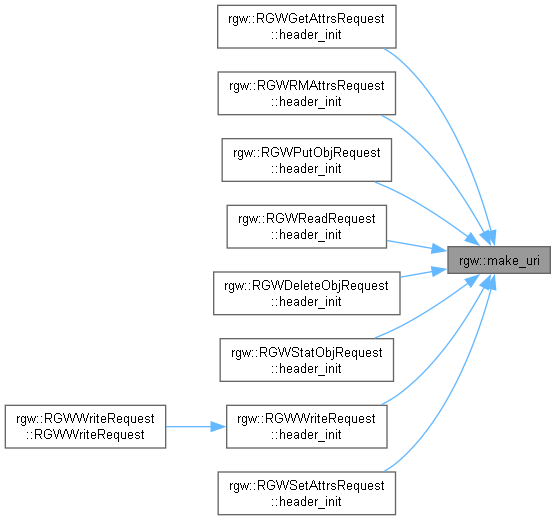 rgw::RGWGetAttrsRequest
::header_init
rgw::RGWRMAttrsRequest
::header_init
rgw::RGWPutObjRequest
::header_init
rgw::RGWReadRequest
::header_init
rgw::make_uri
rgw::RGWDeleteObjRequest
::header_init
rgw::RGWStatObjRequest
::header_init
rgw::RGWWriteRequest
::RGWWriteRequest
rgw::RGWWriteRequest
::header_init
rgw::RGWSetAttrsRequest
::header_init